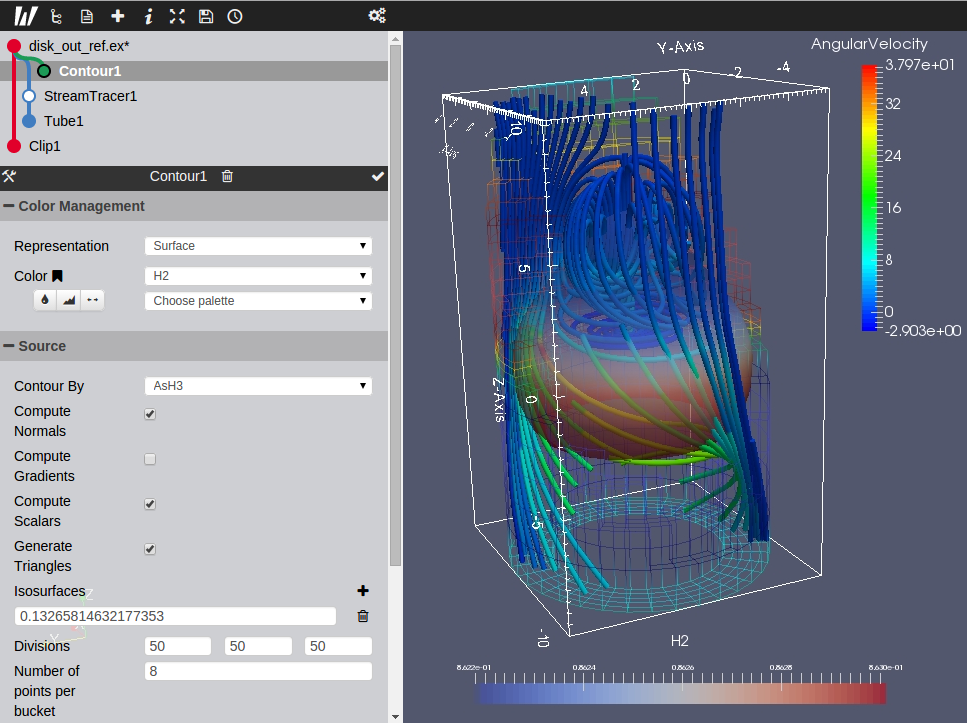 disk_out_ref.ex*
Contour1
StreamTracer1
Tube1
Clip1
Contour1
Color Management
Representation Surface
Color H2
Choose palette
Source
Contour By AsH3
Compute
Normals
Compute
Gradients
Compute
Scalars
Generate
Triangles
Isosurfaces
Z
0.13265814632177353
Y X
Divisions 50 50 50
Number of 8
points per
bucket
Y-Axis
4 2 0 -2 -4
10
5
0
-5
-10
Z-Axis
AngularVelocity
3.797e+01
32
24
16
8
0
-2.903e+00
H2
8.622e-01 0.8624 0.8626 0.8628 8.630e-01